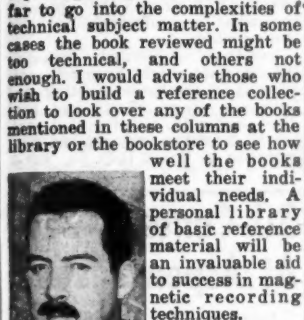 far to go into the complexities of
technical subject matter. In some
cases the book reviewed might be
too technical, and others not
enough. I would advise those who
wish to build a reference collec-
tion to look over any of the books
mentioned in these columns at the
library or the bookstore to see how
well the books
meet their indi-
vidual needs. A
personal library
of basic reference
material will be
an invaluable aid
to success in mag-
netic recording
techniques.